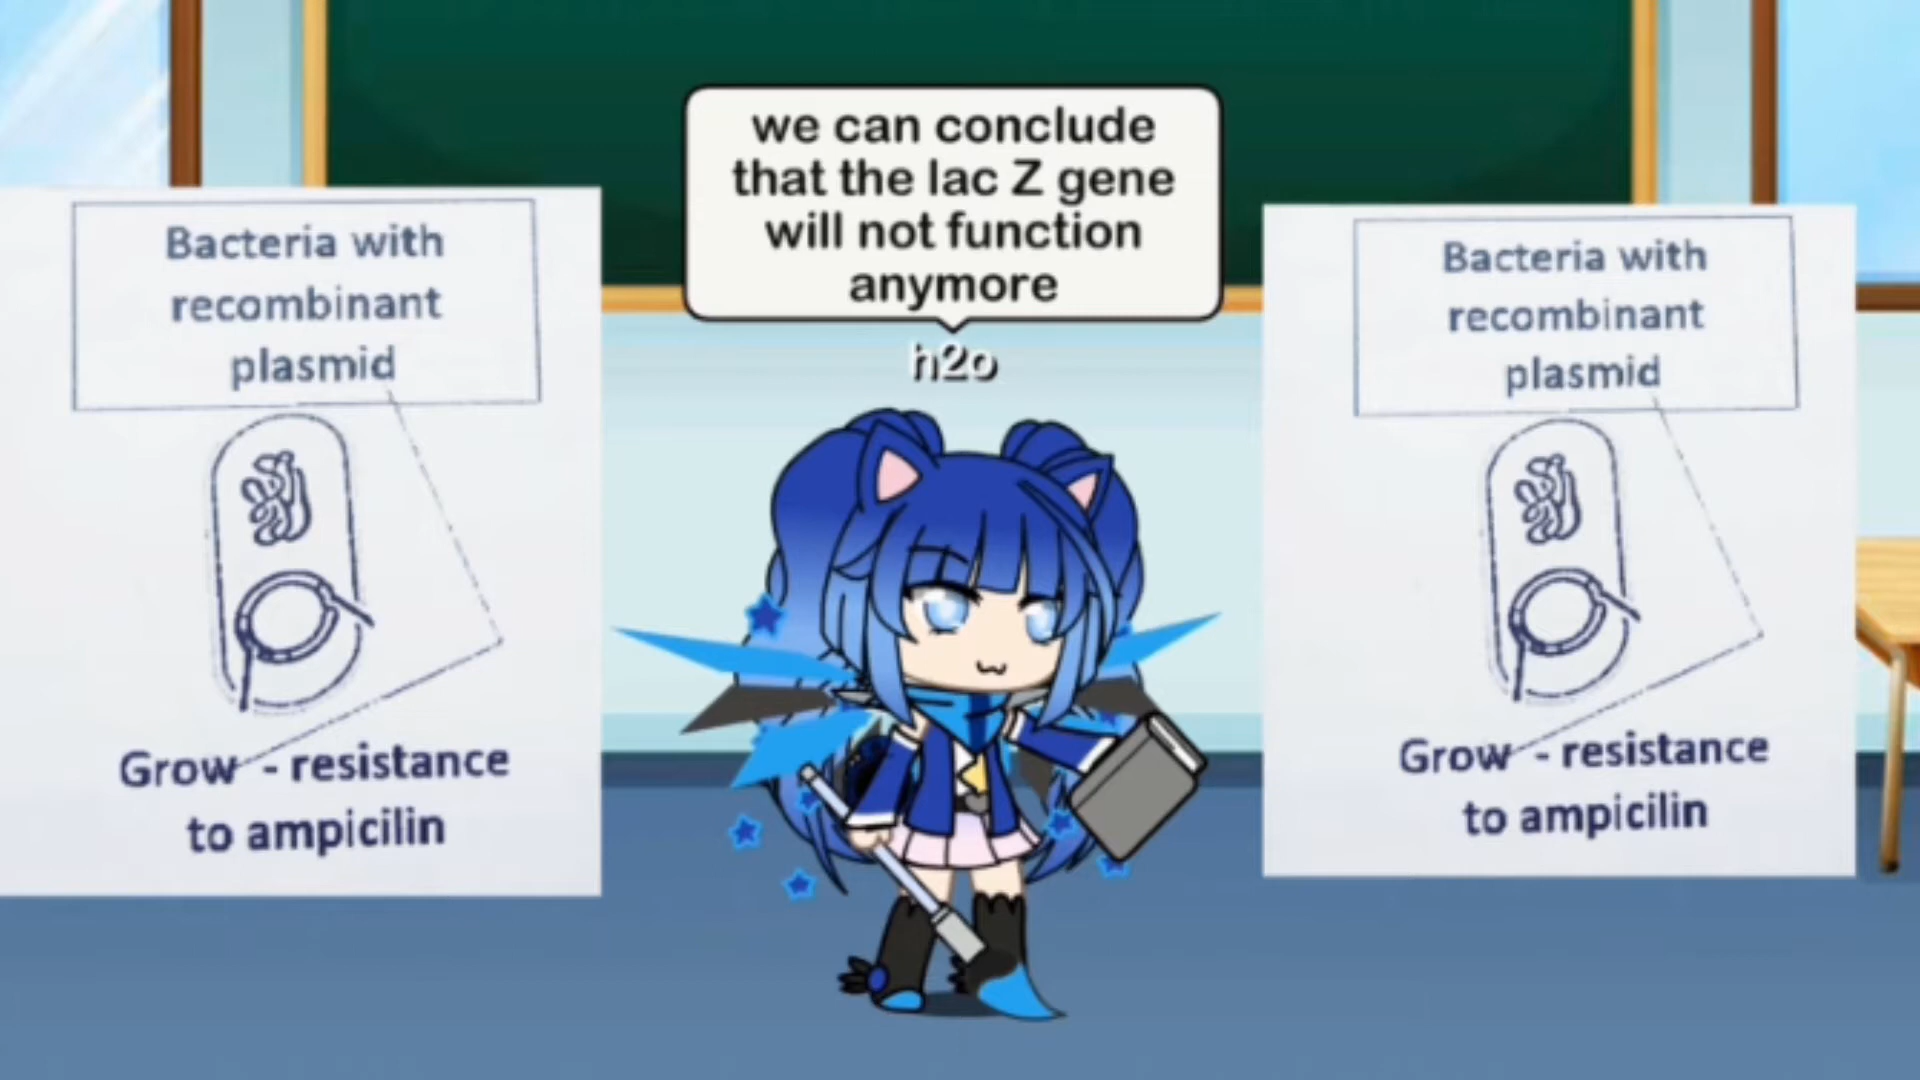 Bacteria with
recombinant
plasmid
Grow - resistance
to ampicilin
we can conclude
that the lac Z gene
will not function
anymore
h2o
Bacteria with
recombinant
plasmid
Grow - resistance
to ampicilin